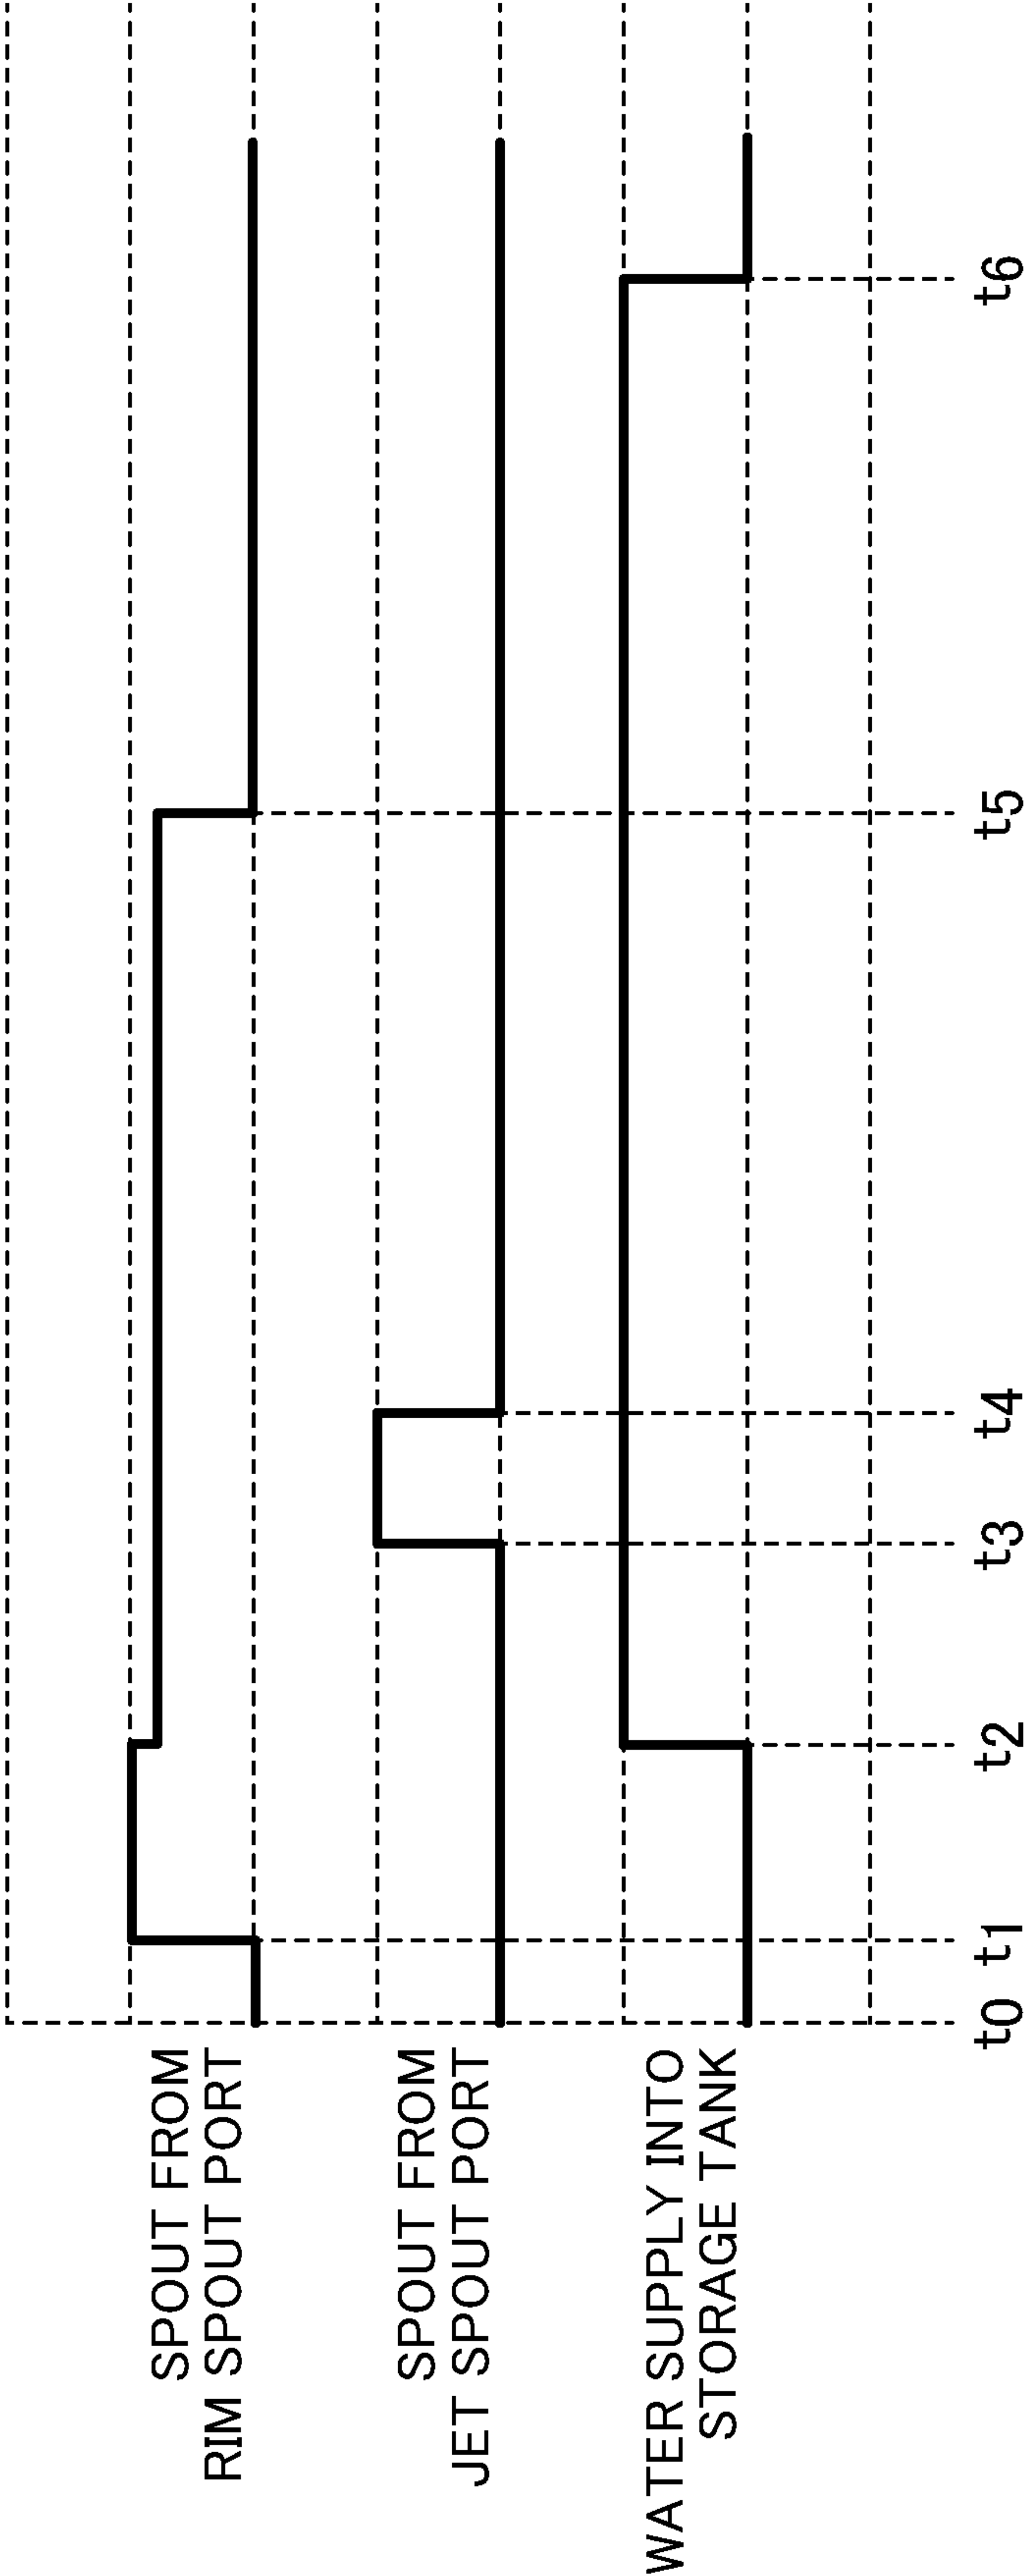 SPOUT FROM
RIM SPOUT PORT
SPOUT FROM
JET SPOUT PORT
WATER SUPPLY INTO
STORAGE TANK
t0 t1 t2 t3 t4 t5 t6